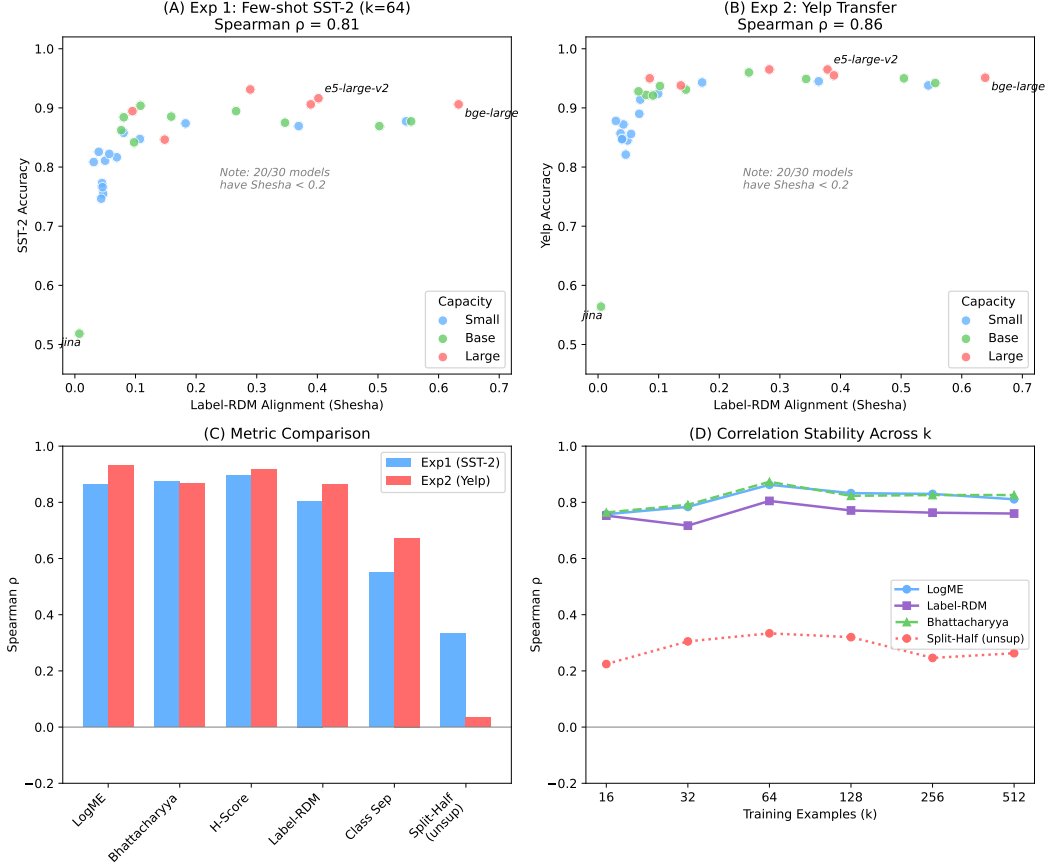 (A) Exp 1: Few-shot SST-2 (k=64)
Spearman ρ = 0.81
1.0
0.9
0.8
0.7
0.6
0.5
SST-2 Accuracy
e5-large-v2
bge-large
Note: 20/30 models
have Shesha < 0.2
jina
Capacity
Small
Base
Large
0.0 0.1 0.2 0.3 0.4 0.5 0.6 0.7
Label-RDM Alignment (Shesha)
(B) Exp 2: Yelp Transfer
Spearman ρ = 0.86
1.0
0.9
0.8
0.7
0.6
0.5
Yelp Accuracy
e5-large-v2
bge-large
Note: 20/30 models
have Shesha < 0.2
jina
Capacity
Small
Base
Large
0.0 0.1 0.2 0.3 0.4 0.5 0.6 0.7
Label-RDM Alignment (Shesha)
(C) Metric Comparison
1.0
0.8
0.6
0.4
0.2
0.0
−0.2
Spearman ρ
Exp1 (SST-2)
Exp2 (Yelp)
LogME
Bhattacharyya
H-Score
Label-RDM
Class Sep
Split-Half
(unsup)
(D) Correlation Stability Across k
1.0
0.8
0.6
0.4
0.2
0.0
−0.2
Spearman ρ
LogME
Label-RDM
Bhattacharyya
Split-Half (unsup)
16 32 64 128 256 512
Training Examples (k)